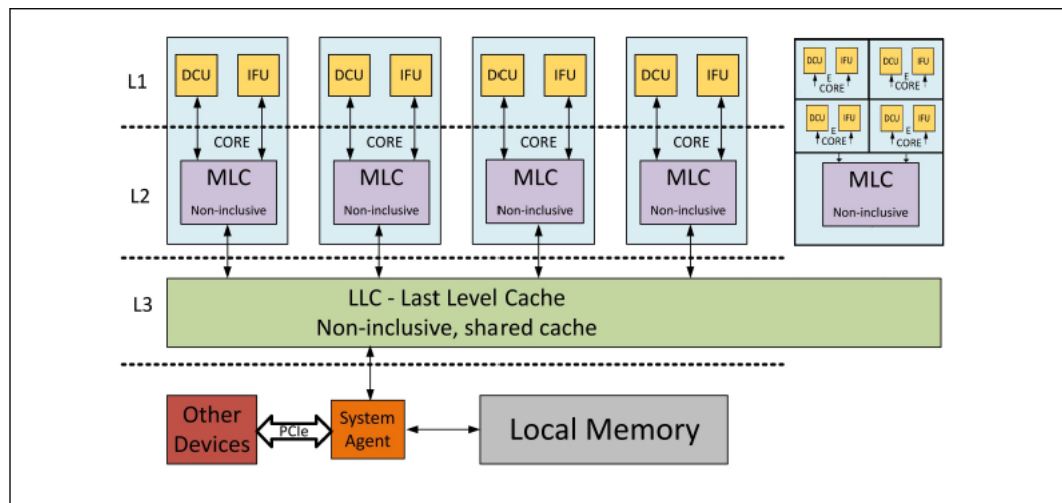 L1
DCU IFU
DCU IFU
DCU IFU
DCU IFU
DCU IFU
E
CORE
DCU IFU
E
CORE
DCU IFU
E
CORE
DCU IFU
E
CORE
CORE
CORE
CORE
CORE
L2
MLC
Non-inclusive
MLC
Non-inclusive
MLC
Non-inclusive
MLC
Non-inclusive
MLC
Non-inclusive
L3
LLC - Last Level Cache
Non-inclusive, shared cache
Other
Devices
PCIe
System
Agent
Local Memory